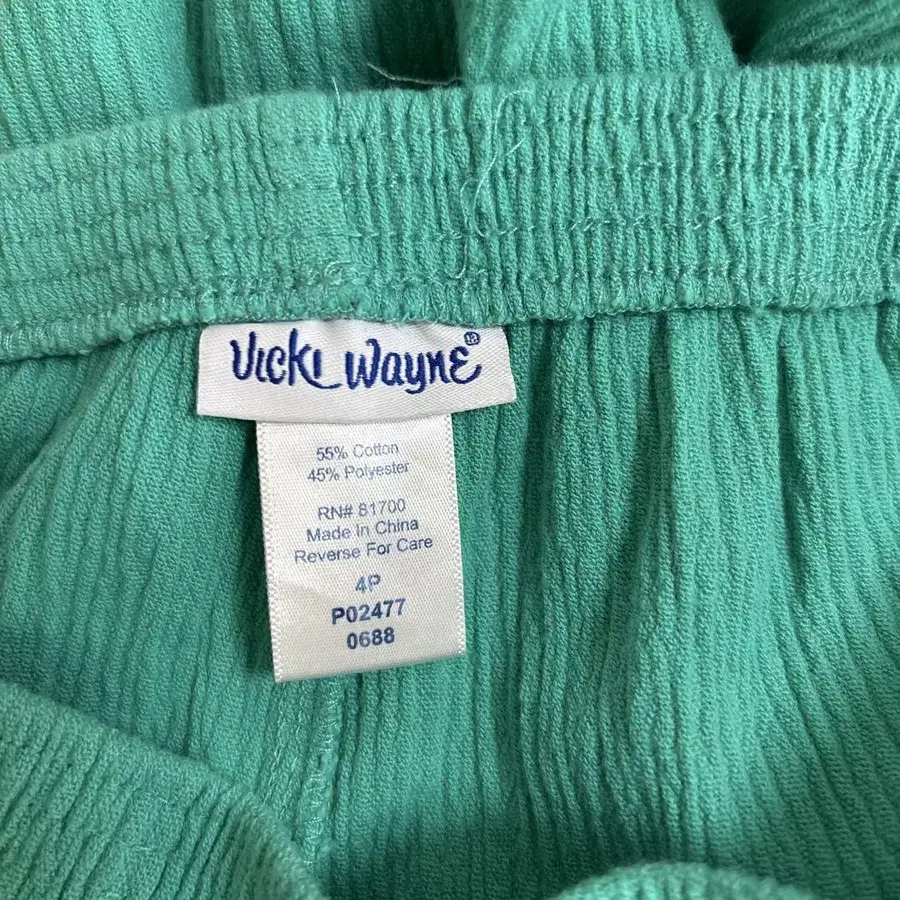 Vicki Wayne®
55% Cotton
45% Polyester
RN# 81700
Made In China
Reverse For Care
4P
P02477
0688